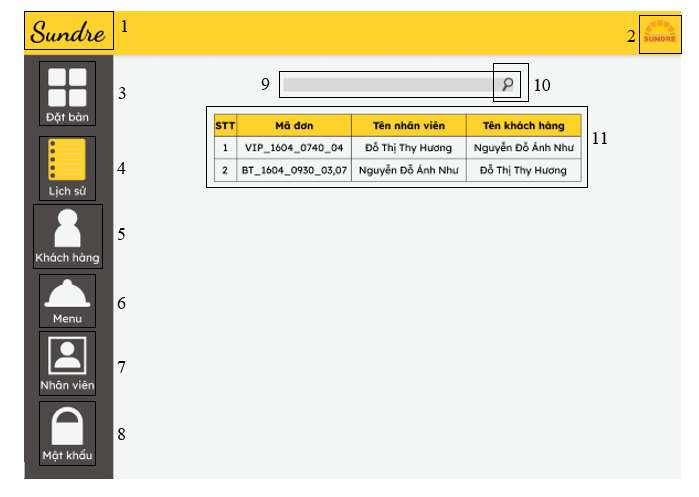 Sundre 1
2 SUNDRE
3
Đặt bàn
4
Lịch sử
5
Khách hàng
6
Menu
7
Nhân viên
8
Mật khẩu
9 10
STT Mã đơn Tên nhân viên Tên khách hàng
1 VIP_1604_0740_04 Đỗ Thị Thy Hương Nguyễn Đỗ Ánh Như
2 BT_1604_0930_03,07 Nguyễn Đỗ Ánh Như Đỗ Thị Thy Hương
11